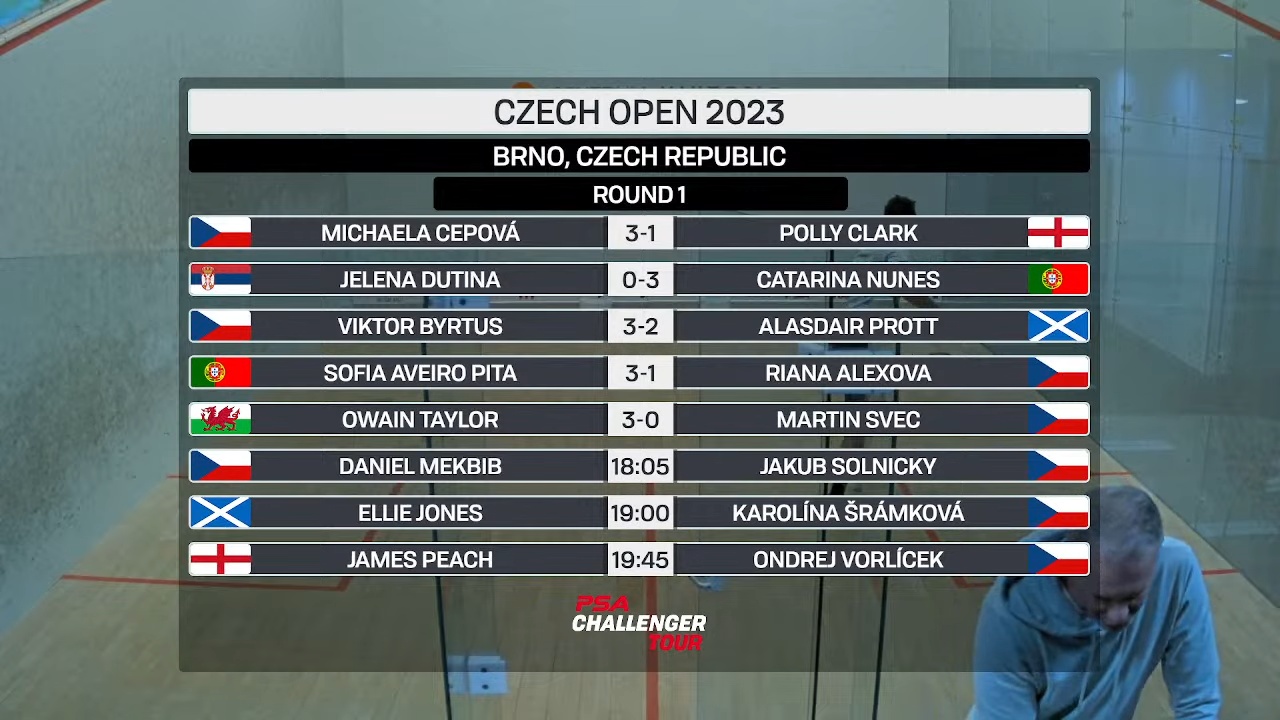 CZECH OPEN 2023
BRNO, CZECH REPUBLIC
ROUND 1
MICHAELA CEPOVÁ 3-1 POLLY CLARK
JELENA DUTINA 0-3 CATARINA NUNES
VIKTOR BYRTUS 3-2 ALASDAIR PROTT
SOFIA AVEIRO PITA 3-1 RIANA ALEXOVA
OWAIN TAYLOR 3-0 MARTIN SVEC
DANIEL MEKBIB 18:05 JAKUB SOLNICKY
ELLIE JONES 19:00 KAROLÍNA ŠRÁMKOVÁ
JAMES PEACH 19:45 ONDREJ VORLÍCEK
PSA
CHALLENGER
TOUR